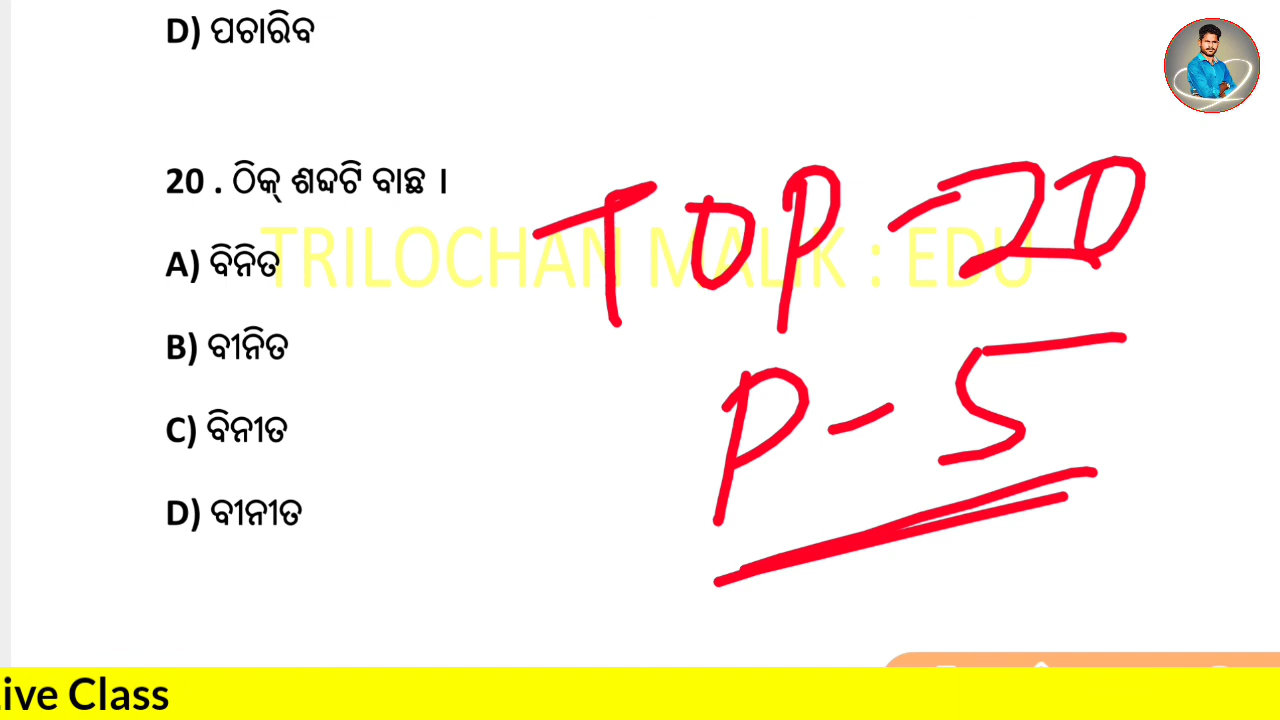 D) ପଚାରିବ
20 . ଠିକ୍ ଶବ୍ଦଟି ବାଛ ।
TOP - 20
TRILOCHAN MALIK : EDU
A) ବିନିତ
B) ବୀନିତ
P - 5
C) ବିନୀତ
D) ବୀନୀତ
ive Class